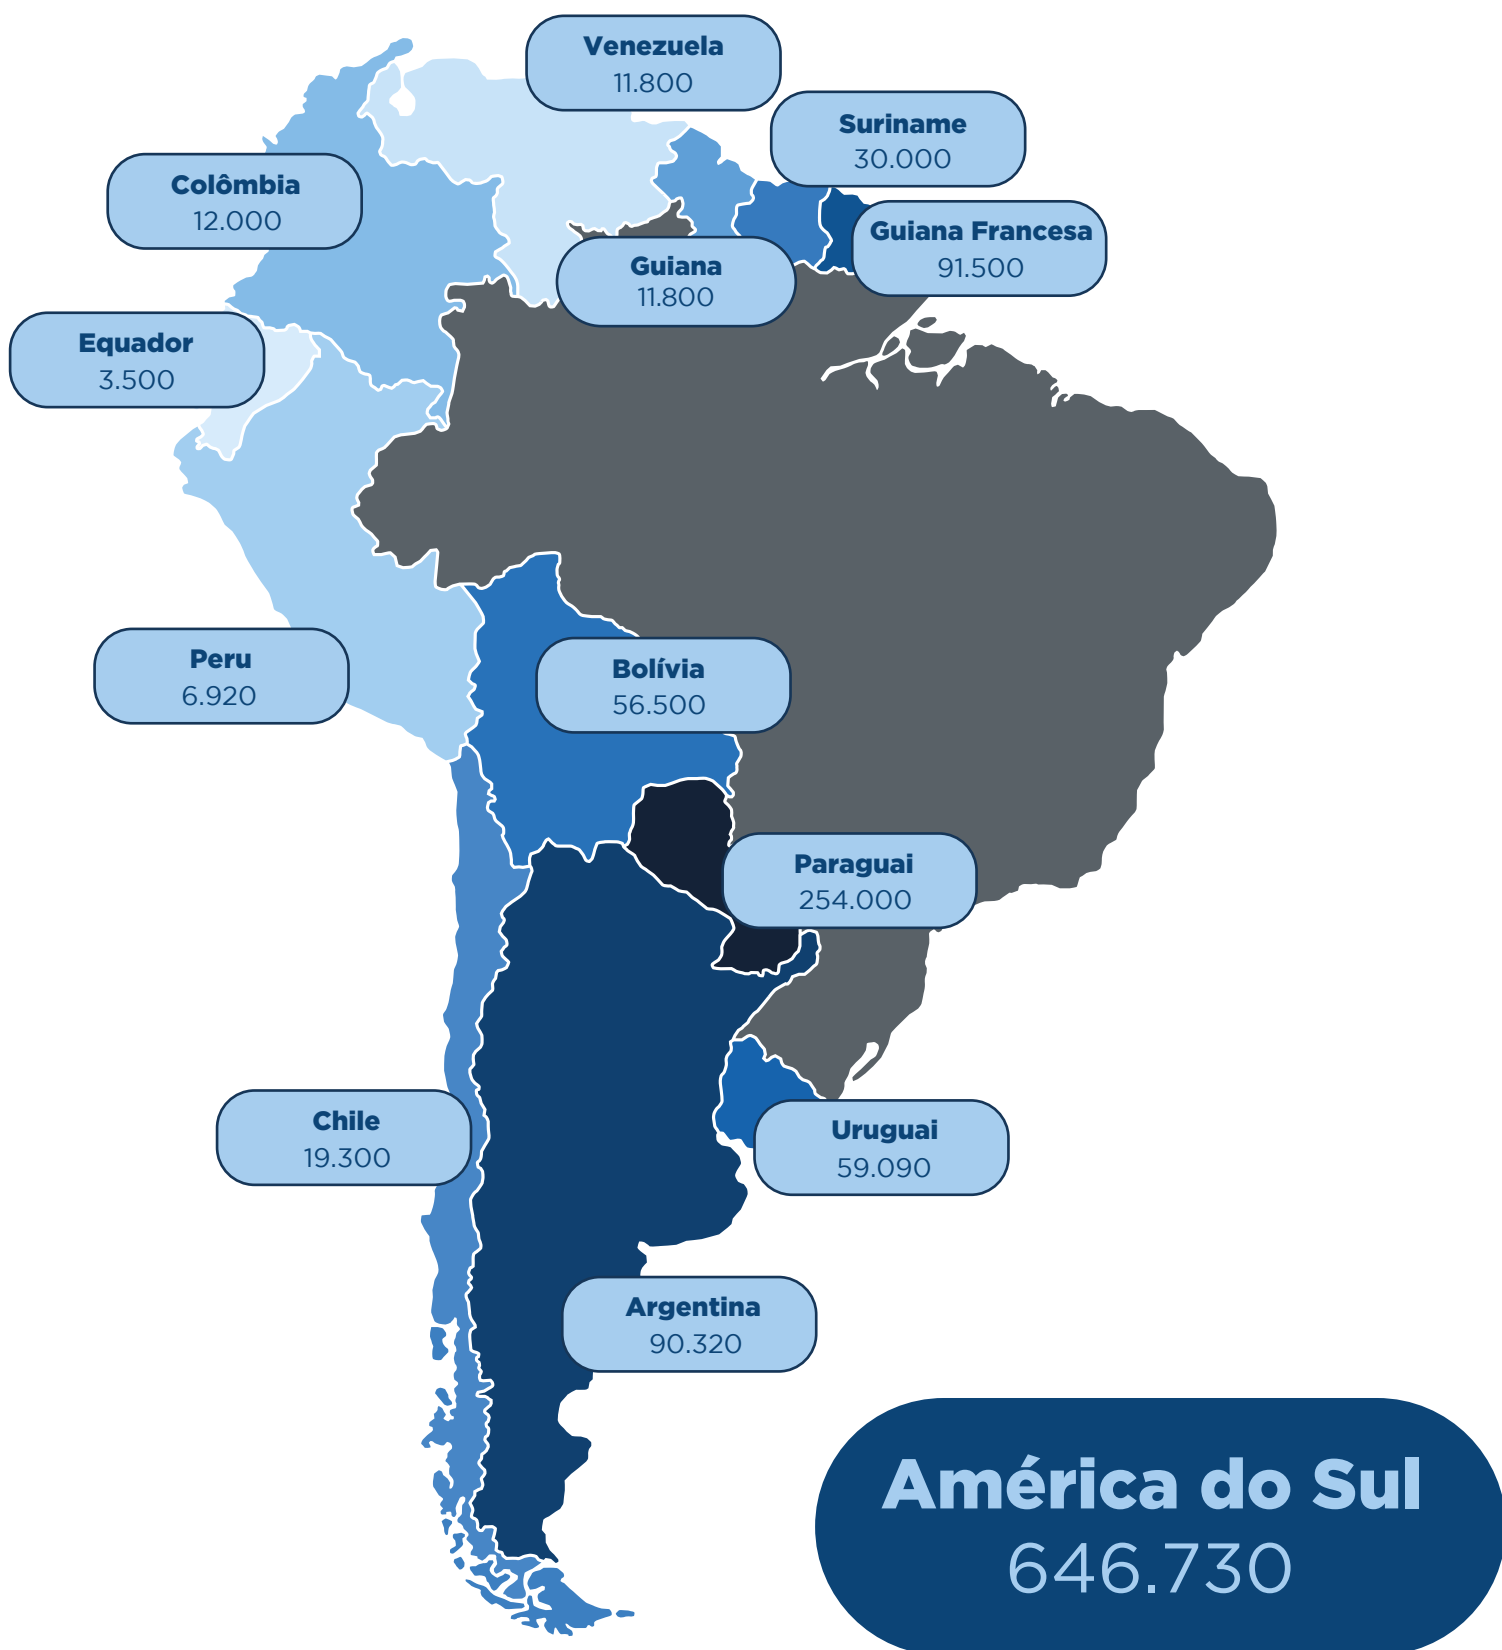 Venezuela
11.800
Suriname
30.000
Colômbia
12.000
Guiana Francesa
91.500
Guiana
11.800
Equador
3.500
Peru
6.920
Bolívia
56.500
Paraguai
254.000
Chile
19.300
Uruguai
59.090
Argentina
90.320
América do Sul
646.730